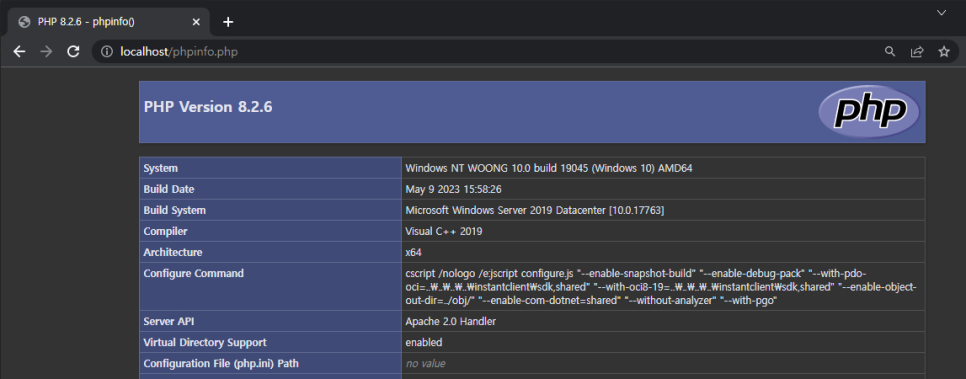 PHP 8.2.6 - phpinfo()
localhost/phpinfo.php
PHP Version 8.2.6
php
System Windows NT WOONG 10.0 build 19045 (Windows 10) AMD64
Build Date May 9 2023 15:58:26
Build System Microsoft Windows Server 2019 Datacenter [10.0.17763]
Compiler Visual C++ 2019
Architecture x64
Configure Command cscript /nologo /e:jscript configure.js "--enable-snapshot-build" "--enable-debug-pack" "--with-pdo-
oci=..₩..₩..₩..₩instantclient₩sdk,shared" "--with-oci8-19=..₩..₩..₩..₩instantclient₩sdk,shared" "--enable-object-
out-dir=../obj/" "--enable-com-dotnet=shared" "--without-analyzer" "--with-pgo"
Server API Apache 2.0 Handler
Virtual Directory Support enabled
Configuration File (php.ini) Path no value